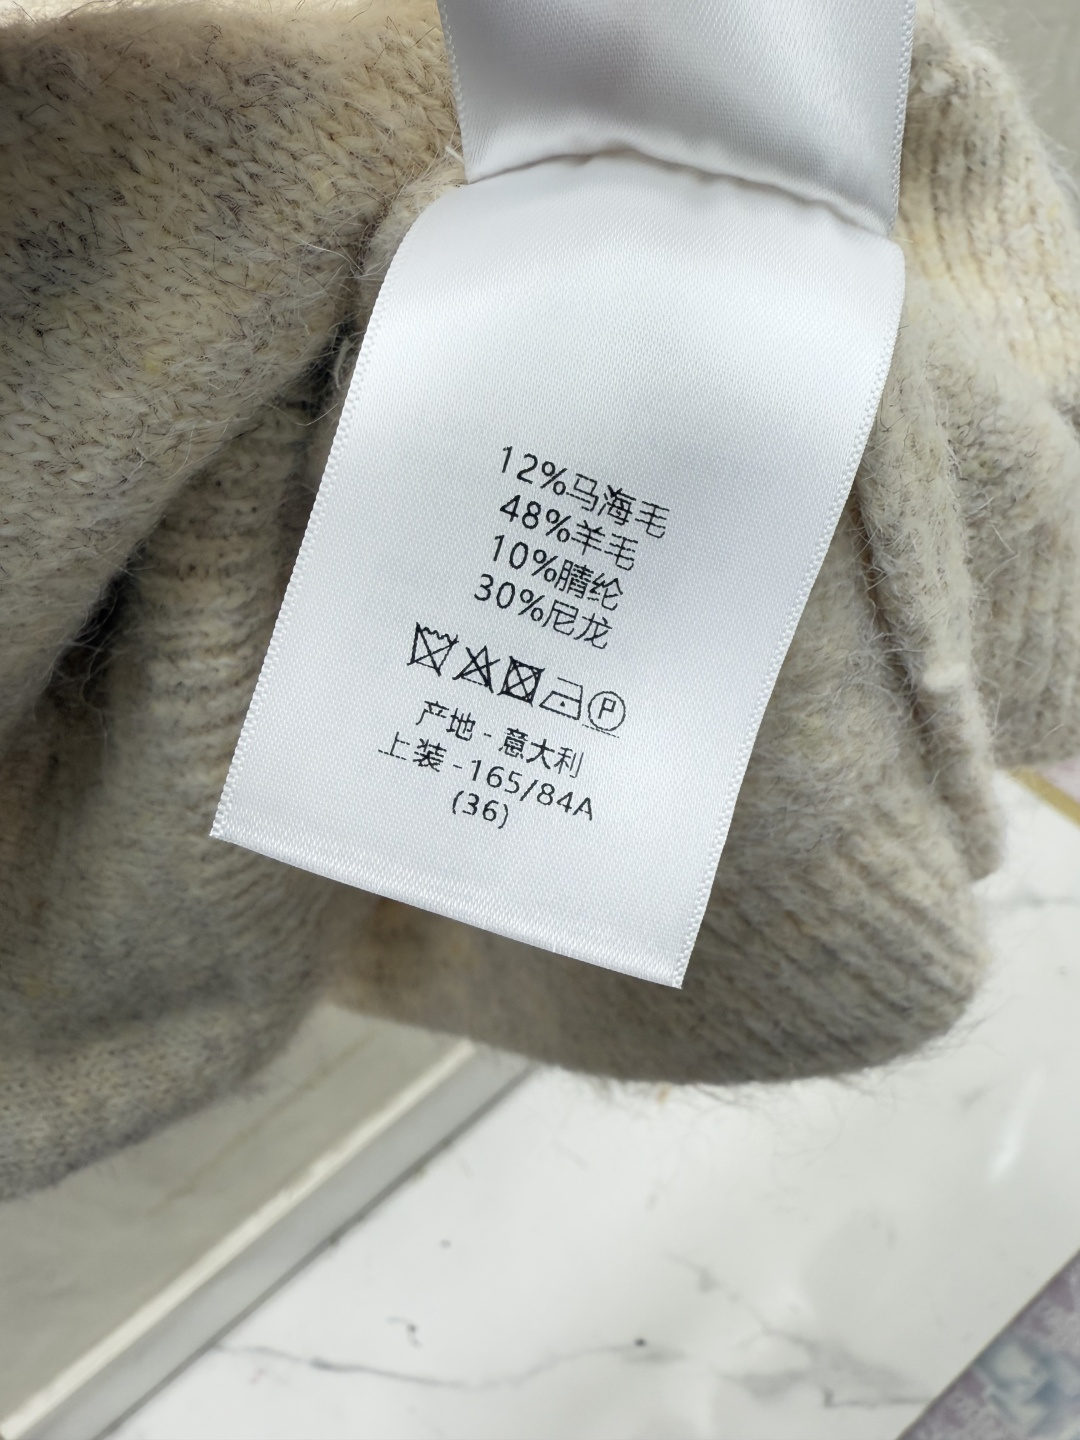 12%马海毛
48%羊毛
10%腈纶
30%尼龙
P
产地 - 意大利
上装 -165/84A
(36)